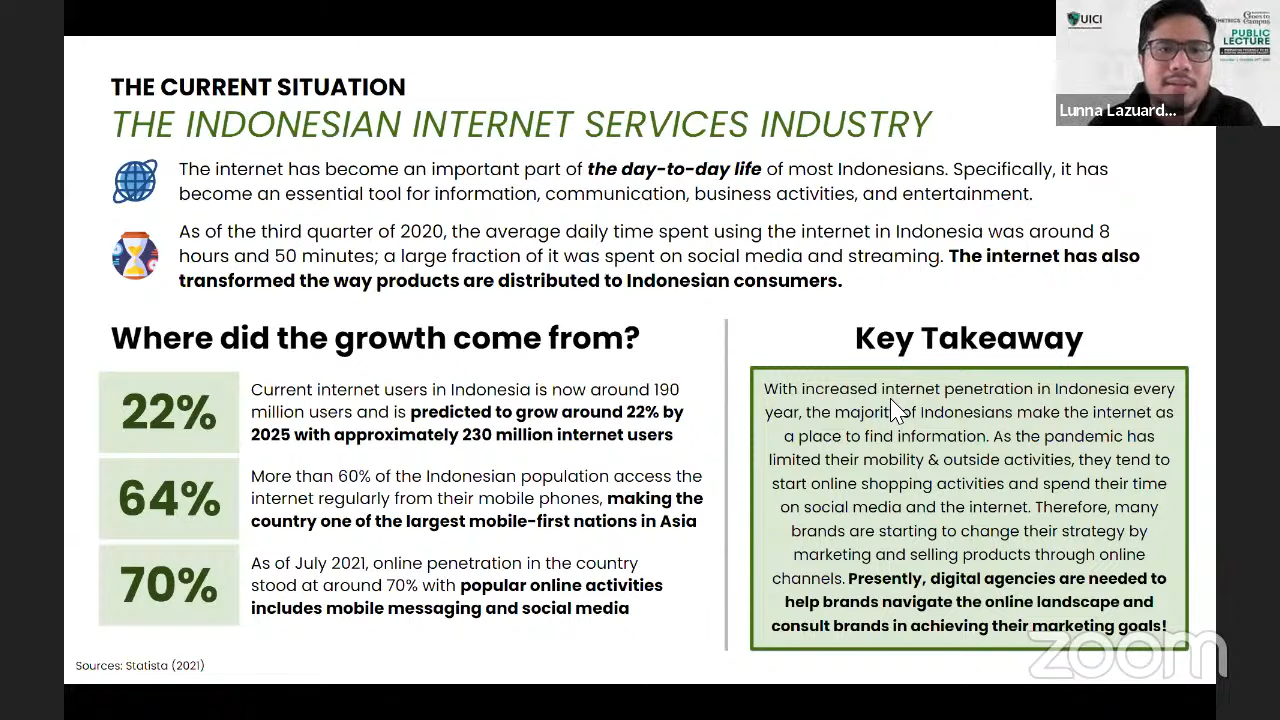 THE CURRENT SITUATION
THE INDONESIAN INTERNET SERVICES INDUSTRY
The internet has become an important part of the day-to-day life of most Indonesians. Specifically, it has
become an essential tool for information, communication, business activities, and entertainment.
As of the third quarter of 2020, the average daily time spent using the internet in Indonesia was around 8
hours and 50 minutes; a large fraction of it was spent on social media and streaming. The internet has also
transformed the way products are distributed to Indonesian consumers.
Where did the growth come from?
22%
Current internet users in Indonesia is now around 190
million users and is predicted to grow around 22% by
2025 with approximately 230 million internet users
64%
More than 60% of the Indonesian population access the
internet regularly from their mobile phones, making the
country one of the largest mobile-first nations in Asia
70%
As of July 2021, online penetration in the country
stood at around 70% with popular online activities
includes mobile messaging and social media
Key Takeaway
With increased internet penetration in Indonesia every
year, the majority of Indonesians make the internet as
a place to find information. As the pandemic has
limited their mobility & outside activities, they tend to
start online shopping activities and spend their time
on social media and the internet. Therefore, many
brands are starting to change their strategy by
marketing and selling products through online
channels. Presently, digital agencies are needed to
help brands navigate the online landscape and
consult brands in achieving their marketing goals!
Sources: Statista (2021)
zoom
UICI
Goes to
Campus
PUBLIC
LECTURE
Lunna Lazuard...